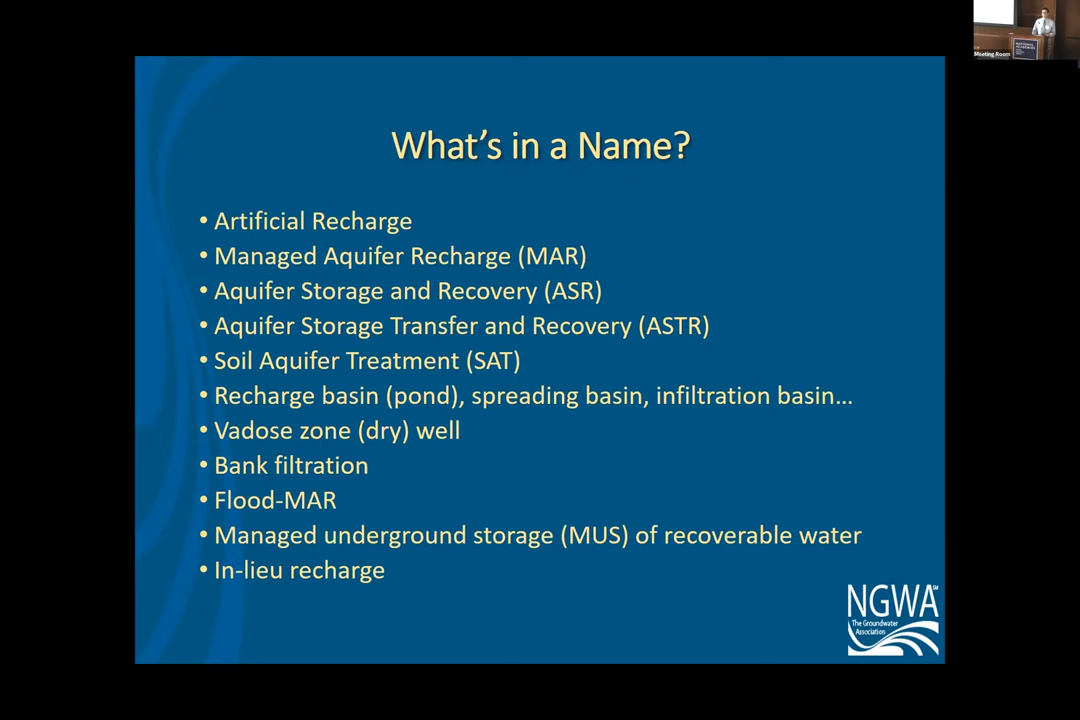 Meeting Room
What's in a Name?
• Artificial Recharge
• Managed Aquifer Recharge (MAR)
• Aquifer Storage and Recovery (ASR)
• Aquifer Storage Transfer and Recovery (ASTR)
• Soil Aquifer Treatment (SAT)
• Recharge basin (pond), spreading basin, infiltration basin...
• Vadose zone (dry) well
• Bank filtration
• Flood-MAR
• Managed underground storage (MUS) of recoverable water
• In-lieu recharge
NGWA
The Groundwater
Association